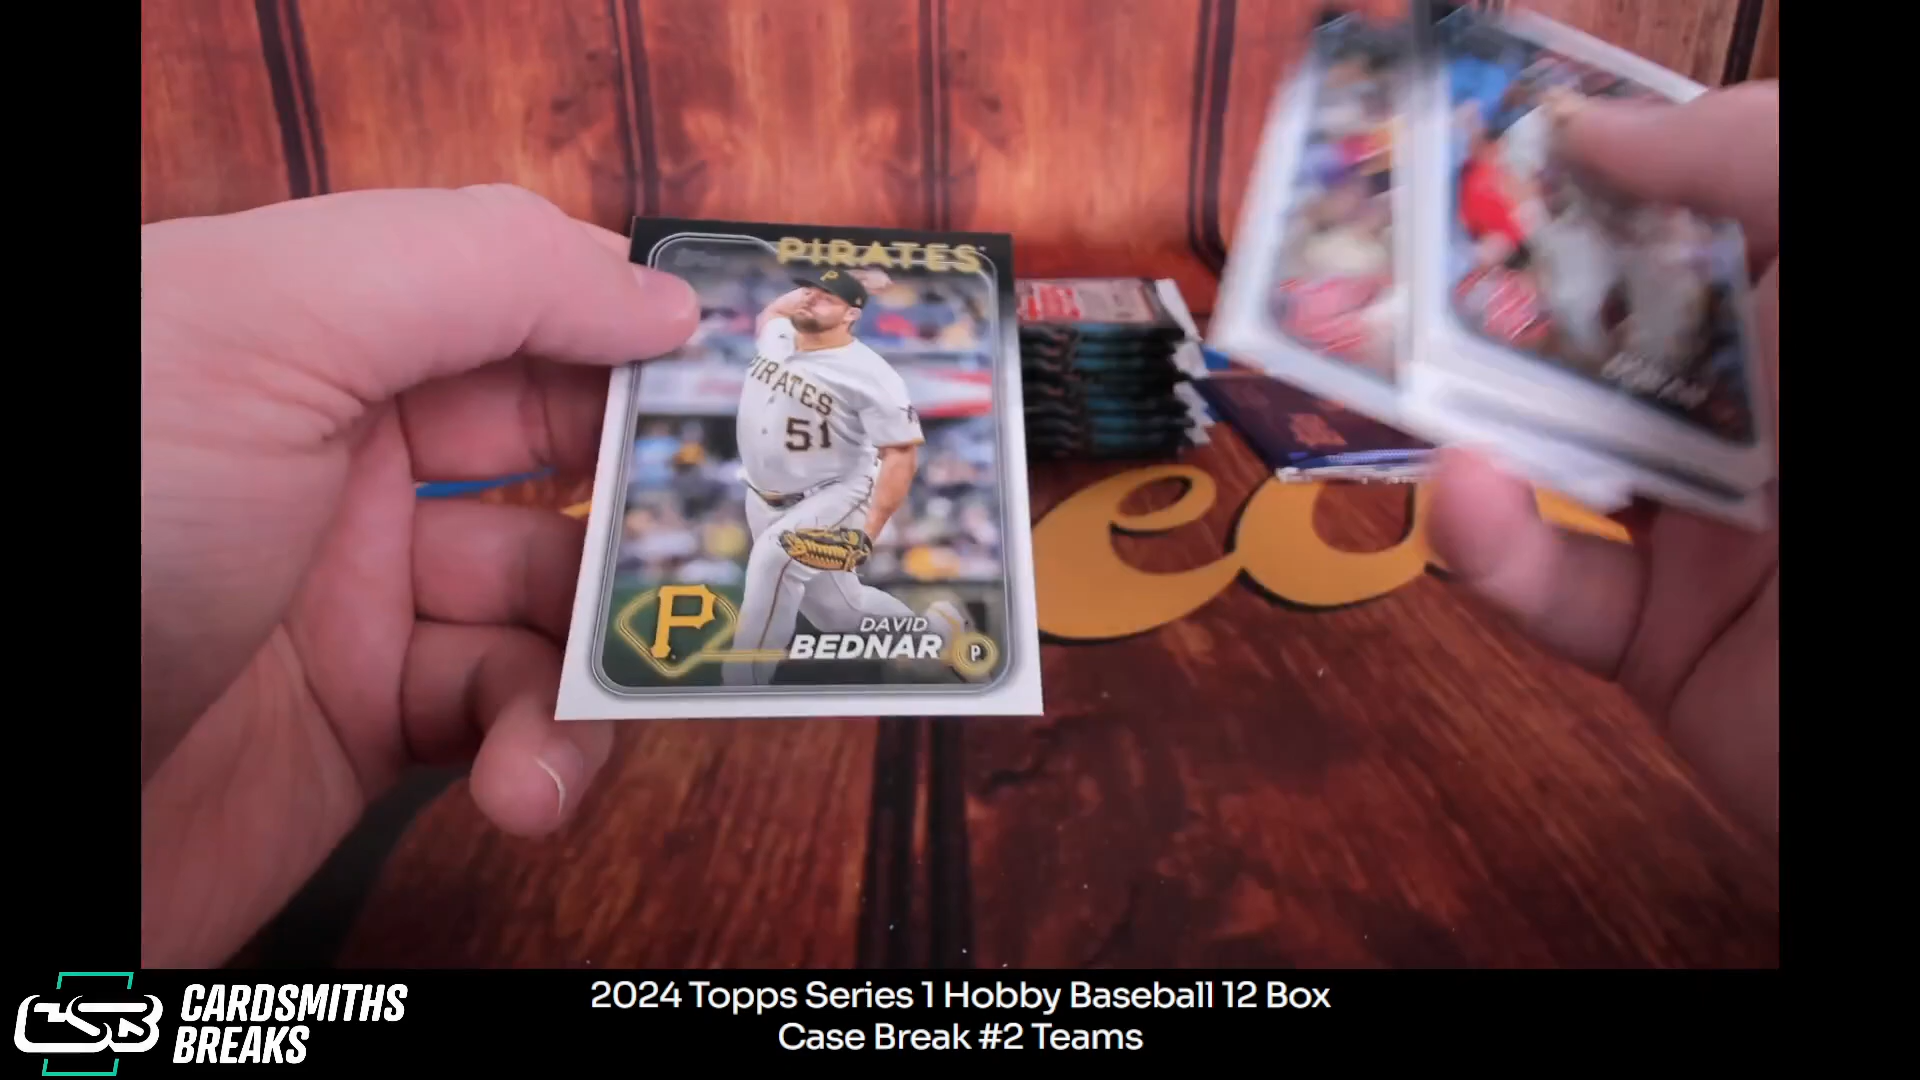 PIRATES
P
PIRATES
51
P
DAVID
BEDNAR
P
CSB
CARDSMITHS
BREAKS
2024 Topps Series 1 Hobby Baseball 12 Box
Case Break #2 Teams